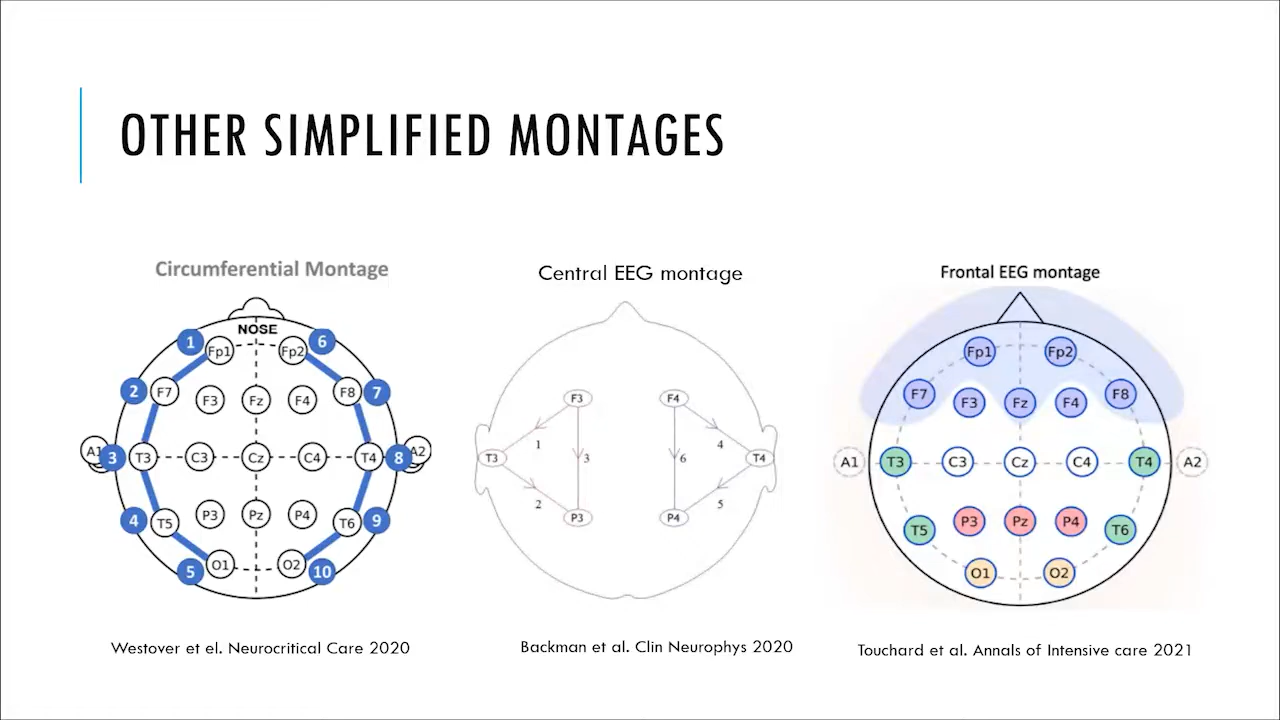 OTHER SIMPLIFIED MONTAGES
Circumferential Montage
NOSE
1 6
Fp1 Fp2
2 F7 F3 Fz F4 F8 7
A1 3 T3 C3 Cz C4 T4 8 A2
4 T5 P3 Pz P4 T6 9
5 O1 O2 10
Westover et el. Neurocritical Care 2020
Central EEG montage
F3 F4
1 4
3 6
T3 T4
2 5
P3 P4
Backman et al. Clin Neurophys 2020
Frontal EEG montage
Fp1 Fp2
F7 F3 Fz F4 F8
A1 T3 C3 Cz C4 T4 A2
T5 P3 Pz P4 T6
O1 O2
Touchard et al. Annals of Intensive care 2021